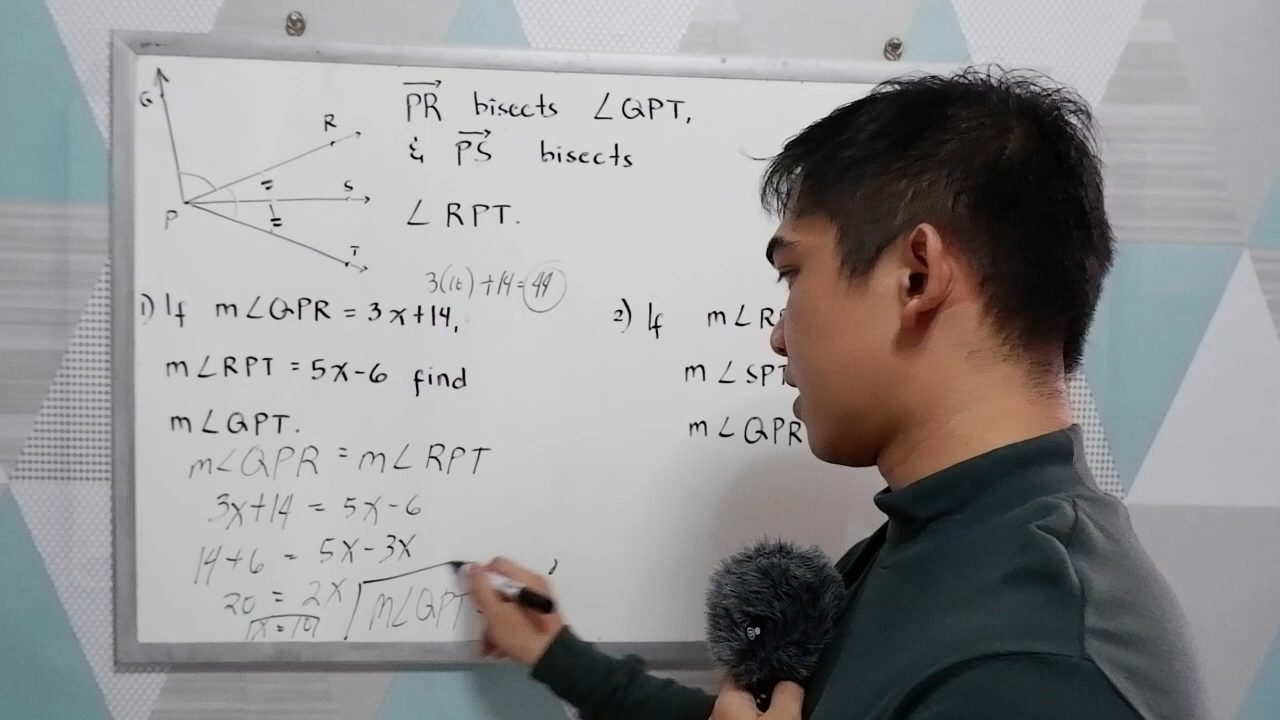 Q
R
S
P
T
PR bisects ∠QPT,
& PS bisects
∠RPT.
3(10)+14=44
1) If m∠QPR = 3x+14,
m∠RPT = 5x-6 find
m∠QPT.
m∠QPR = m∠RPT
3x+14 = 5x-6
14+6 = 5x-3x
20 = 2x
x = 10
m∠QPT
2) If m∠R
m∠SPT
m∠QPR